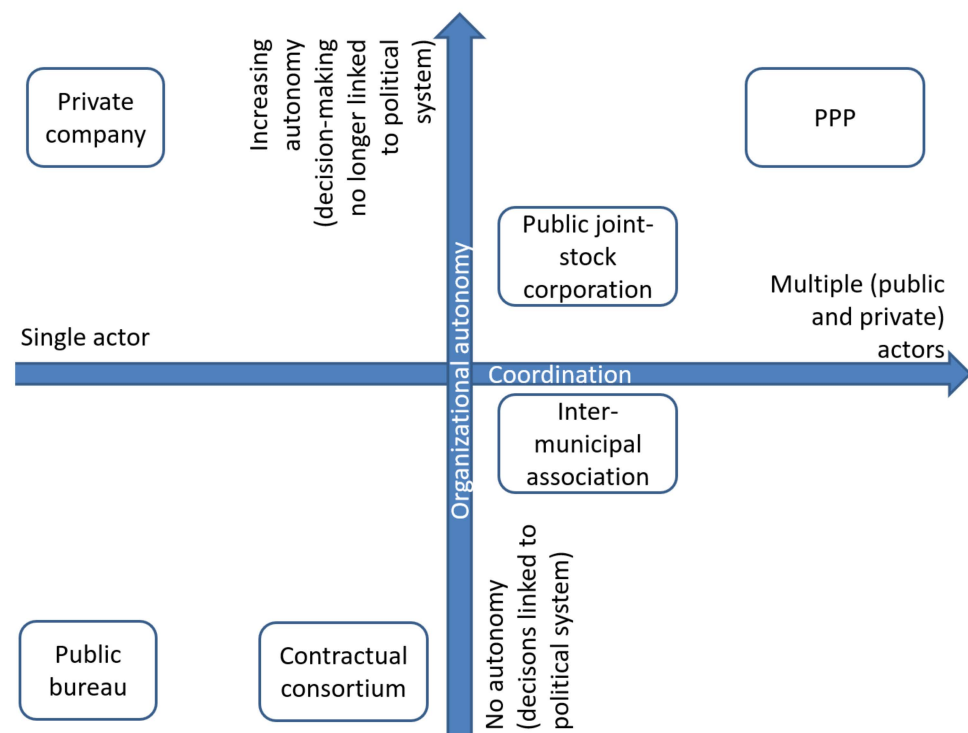 Private
company
Increasing
autonomy
(decision-making
no longer linked
to political
system)
PPP
Public joint-
stock
corporation
Multiple (public
and private)
actors
Single actor
Organizational autonomy
Coordination
Inter-
municipal
association
No autonomy
(decisons linked to
political system)
Public
bureau
Contractual
consortium